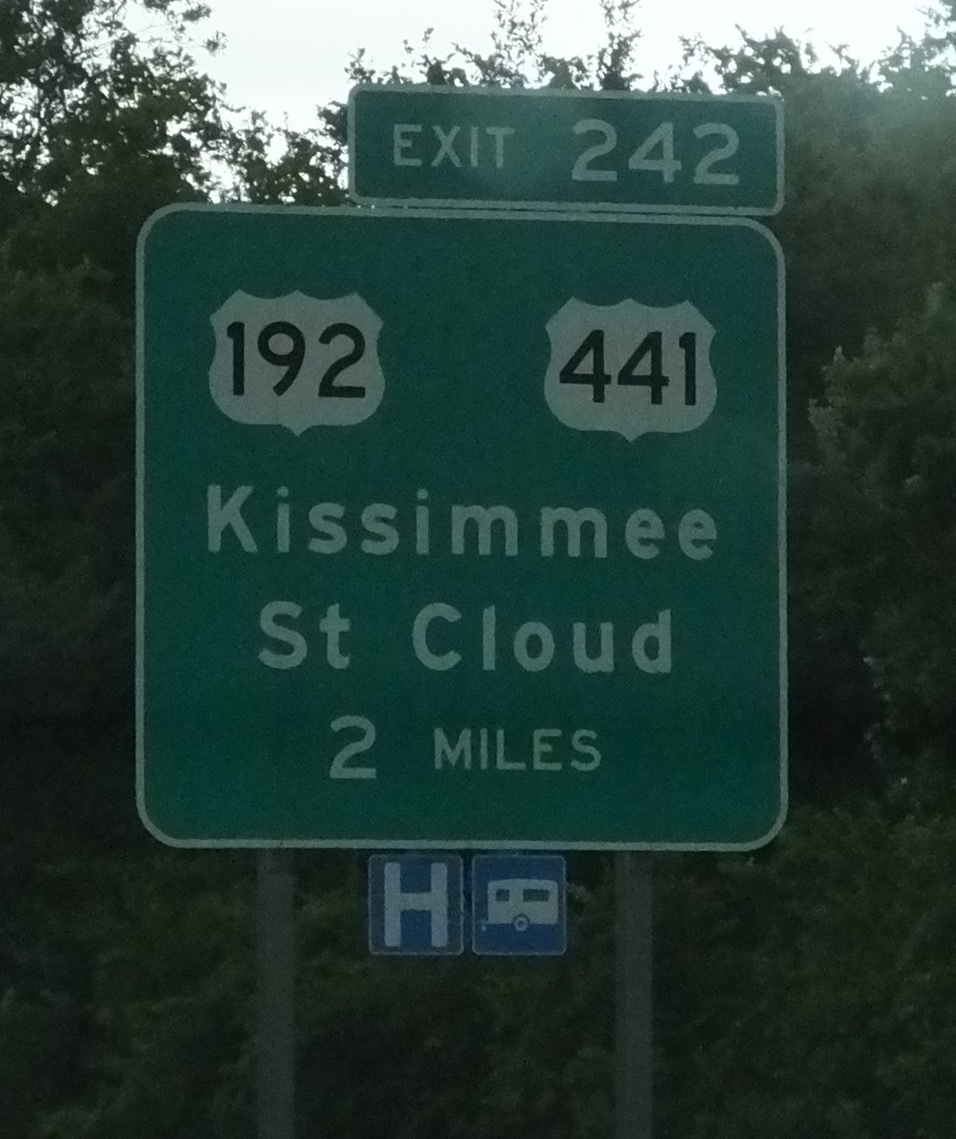 EXIT 242
192 441
Kissimmee
St Cloud
2 MILES
H